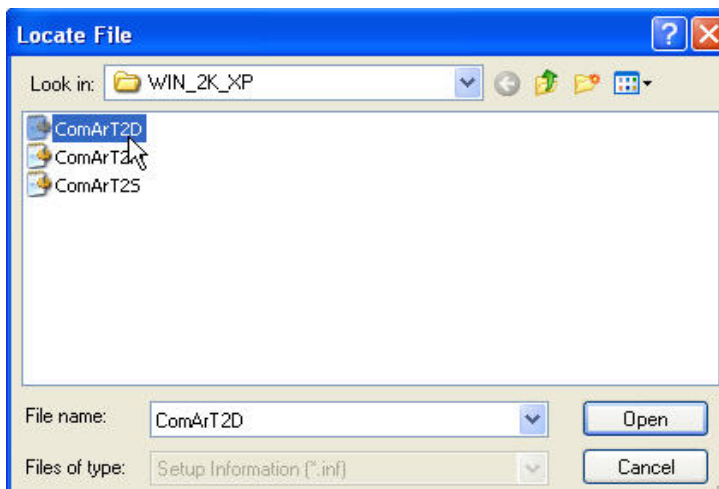 Locate File
Look in: WIN_2K_XP
ComArT2D
ComArT2S
File name: ComArT2D Open
Files of type: Setup Information (*.inf) Cancel